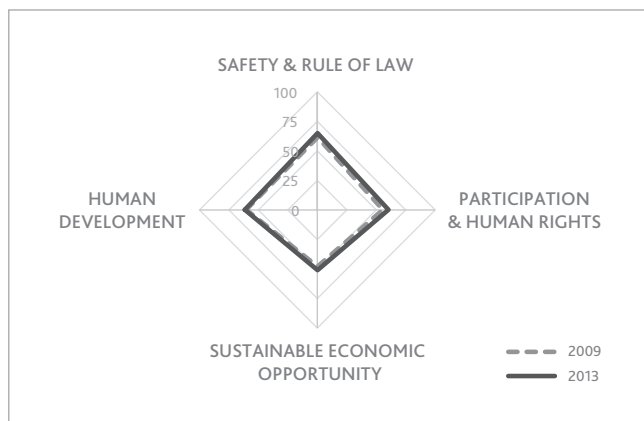 SAFETY & RULE OF LAW
100
75
50
25
0
HUMAN
DEVELOPMENT
PARTICIPATION
& HUMAN RIGHTS
SUSTAINABLE ECONOMIC
OPPORTUNITY
2009
2013